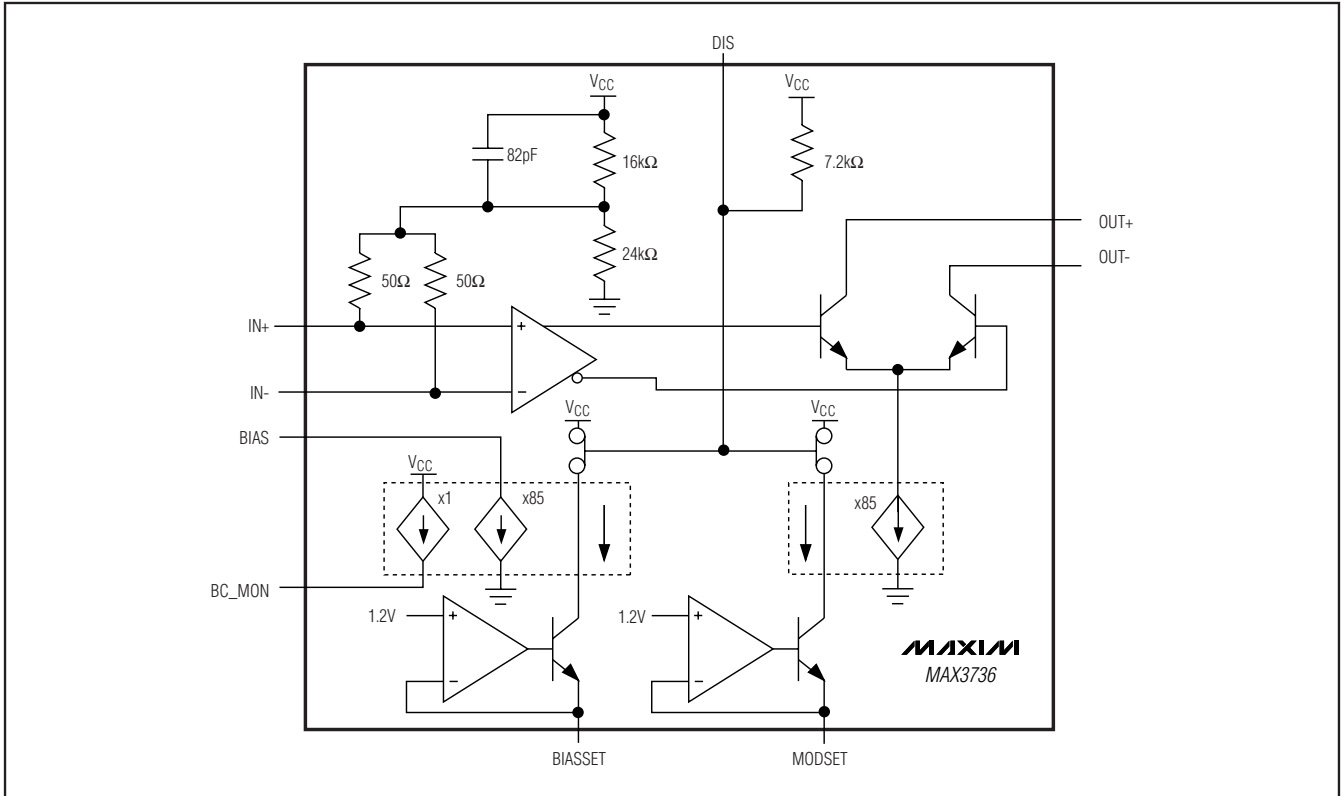 DIS
VCC
VCC
82pF
16kΩ
7.2kΩ
OUT+
24kΩ
OUT-
50Ω
50Ω
IN+
+
IN-
−
VCC
VCC
BIAS
VCC
x1
x85
x85
BC_MON
1.2V
+
1.2V
+
MAXIM
−
−
MAX3736
BIASSET
MODSET